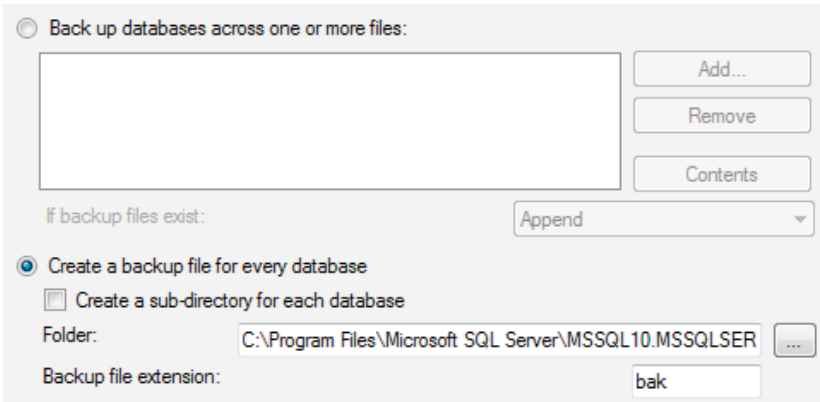 Back up databases across one or more files:
Add...
Remove
Contents
If backup files exist:
Append
Create a backup file for every database
Create a sub-directory for each database
Folder:
C:\Program Files\Microsoft SQL Server\MSSQL10.MSSQLSER
...
Backup file extension:
bak